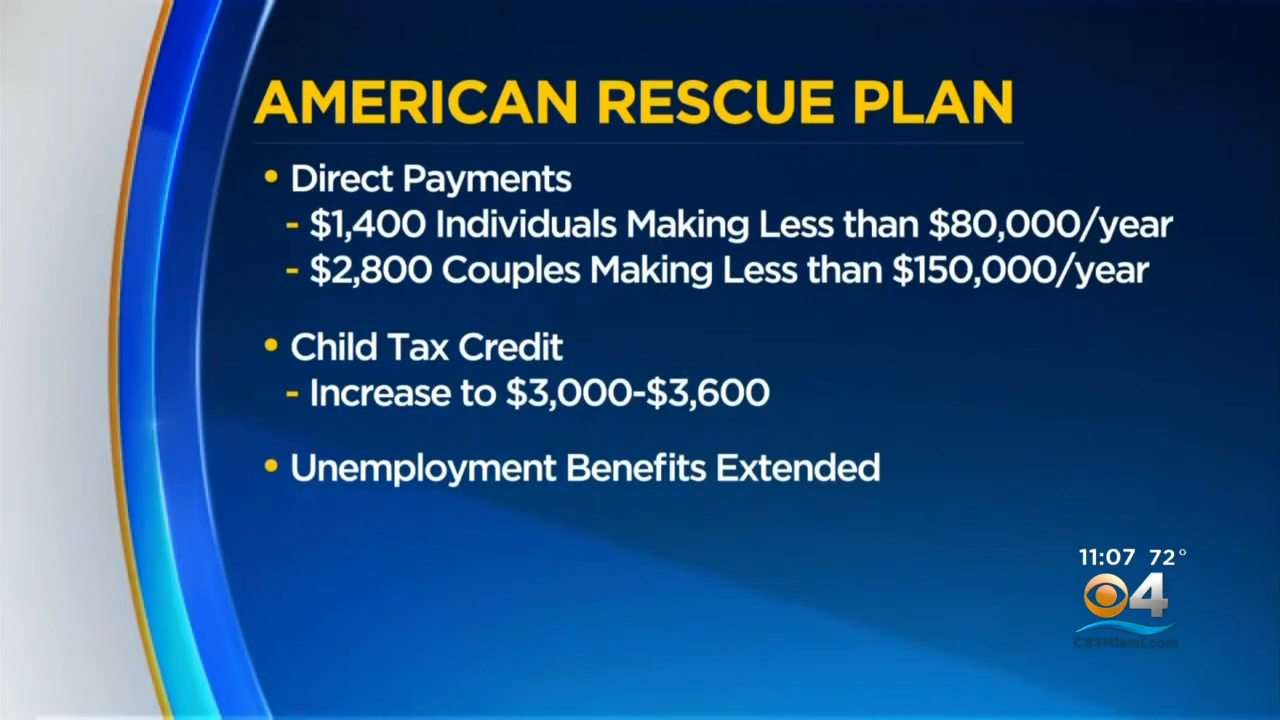 AMERICAN RESCUE PLAN
• Direct Payments
- $1,400 Individuals Making Less than $80,000/year
- $2,800 Couples Making Less than $150,000/year
• Child Tax Credit
- Increase to $3,000-$3,600
• Unemployment Benefits Extended
11:07 72°
4
CBSMiami.com